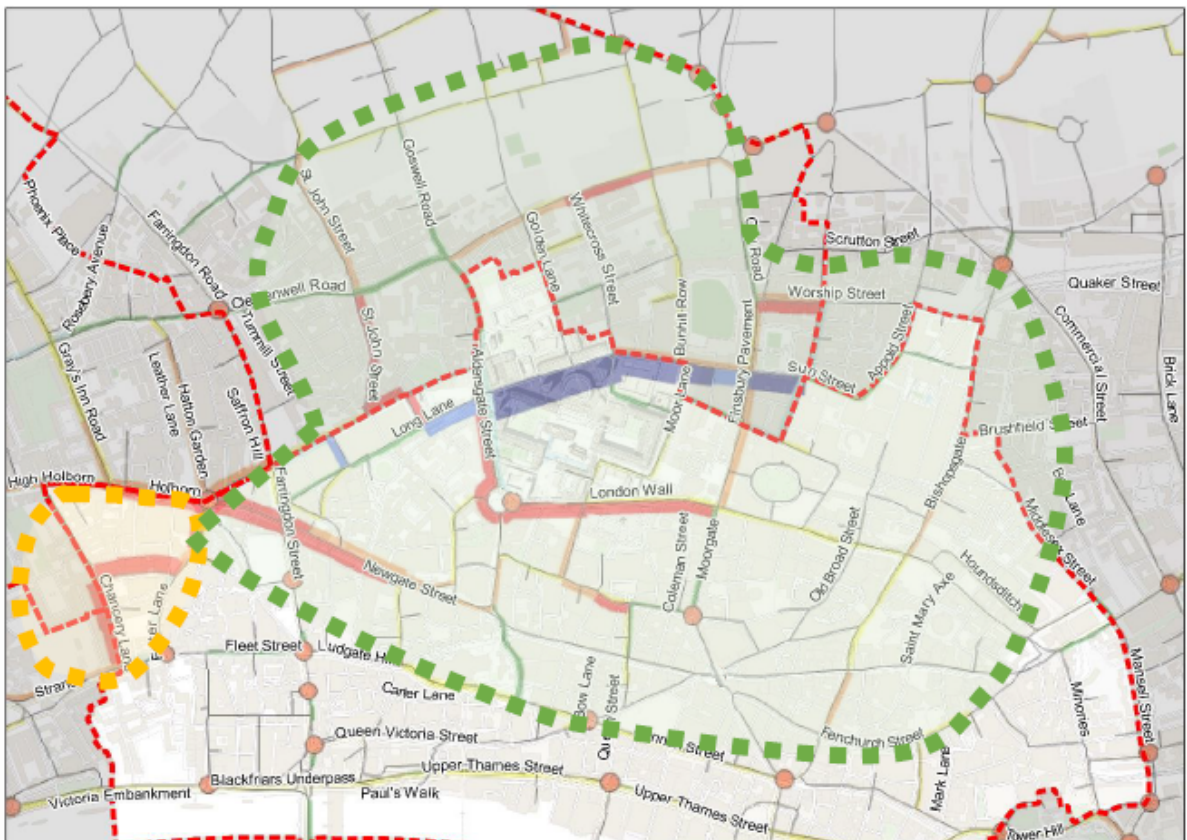 St. John Street
Goswell Road
Golden Lane
Whitecross Street
Road
Scrutton Street
Phoenix Place
Rosebery Avenue
Farringdon Road
Quaker Street
Worship Street
Turnmill Street
St. John Street
Bunhill Row
Finsbury Pavement
Appold Street
Commercial Street
Brick Lane
Gray's Inn Road
Leather Lane
Hatton Garden
Saffron Hill
Aldersgate Street
Long Lane
Moor Lane
Sun Street
Brushfield Street
Bishopsgate
High Holborn
Holborn
Farringdon Street
London Wall
Lane
Middlesex Street
Newgate Street
Coleman Street
Moorgate
Old Broad Street
Houndsditch
Saint Mary Axe
Chancery Lane
Fleet Street
Ludgate Hill
Carter Lane
Bow Lane
Street
Mansell Street
Minories
Queen Victoria Street
Fenchurch Street
Mark Lane
Upper Thames Street
Blackfriars Underpass
Victoria Embankment
Paul's Walk
Upper Thames Street
Tower Hill